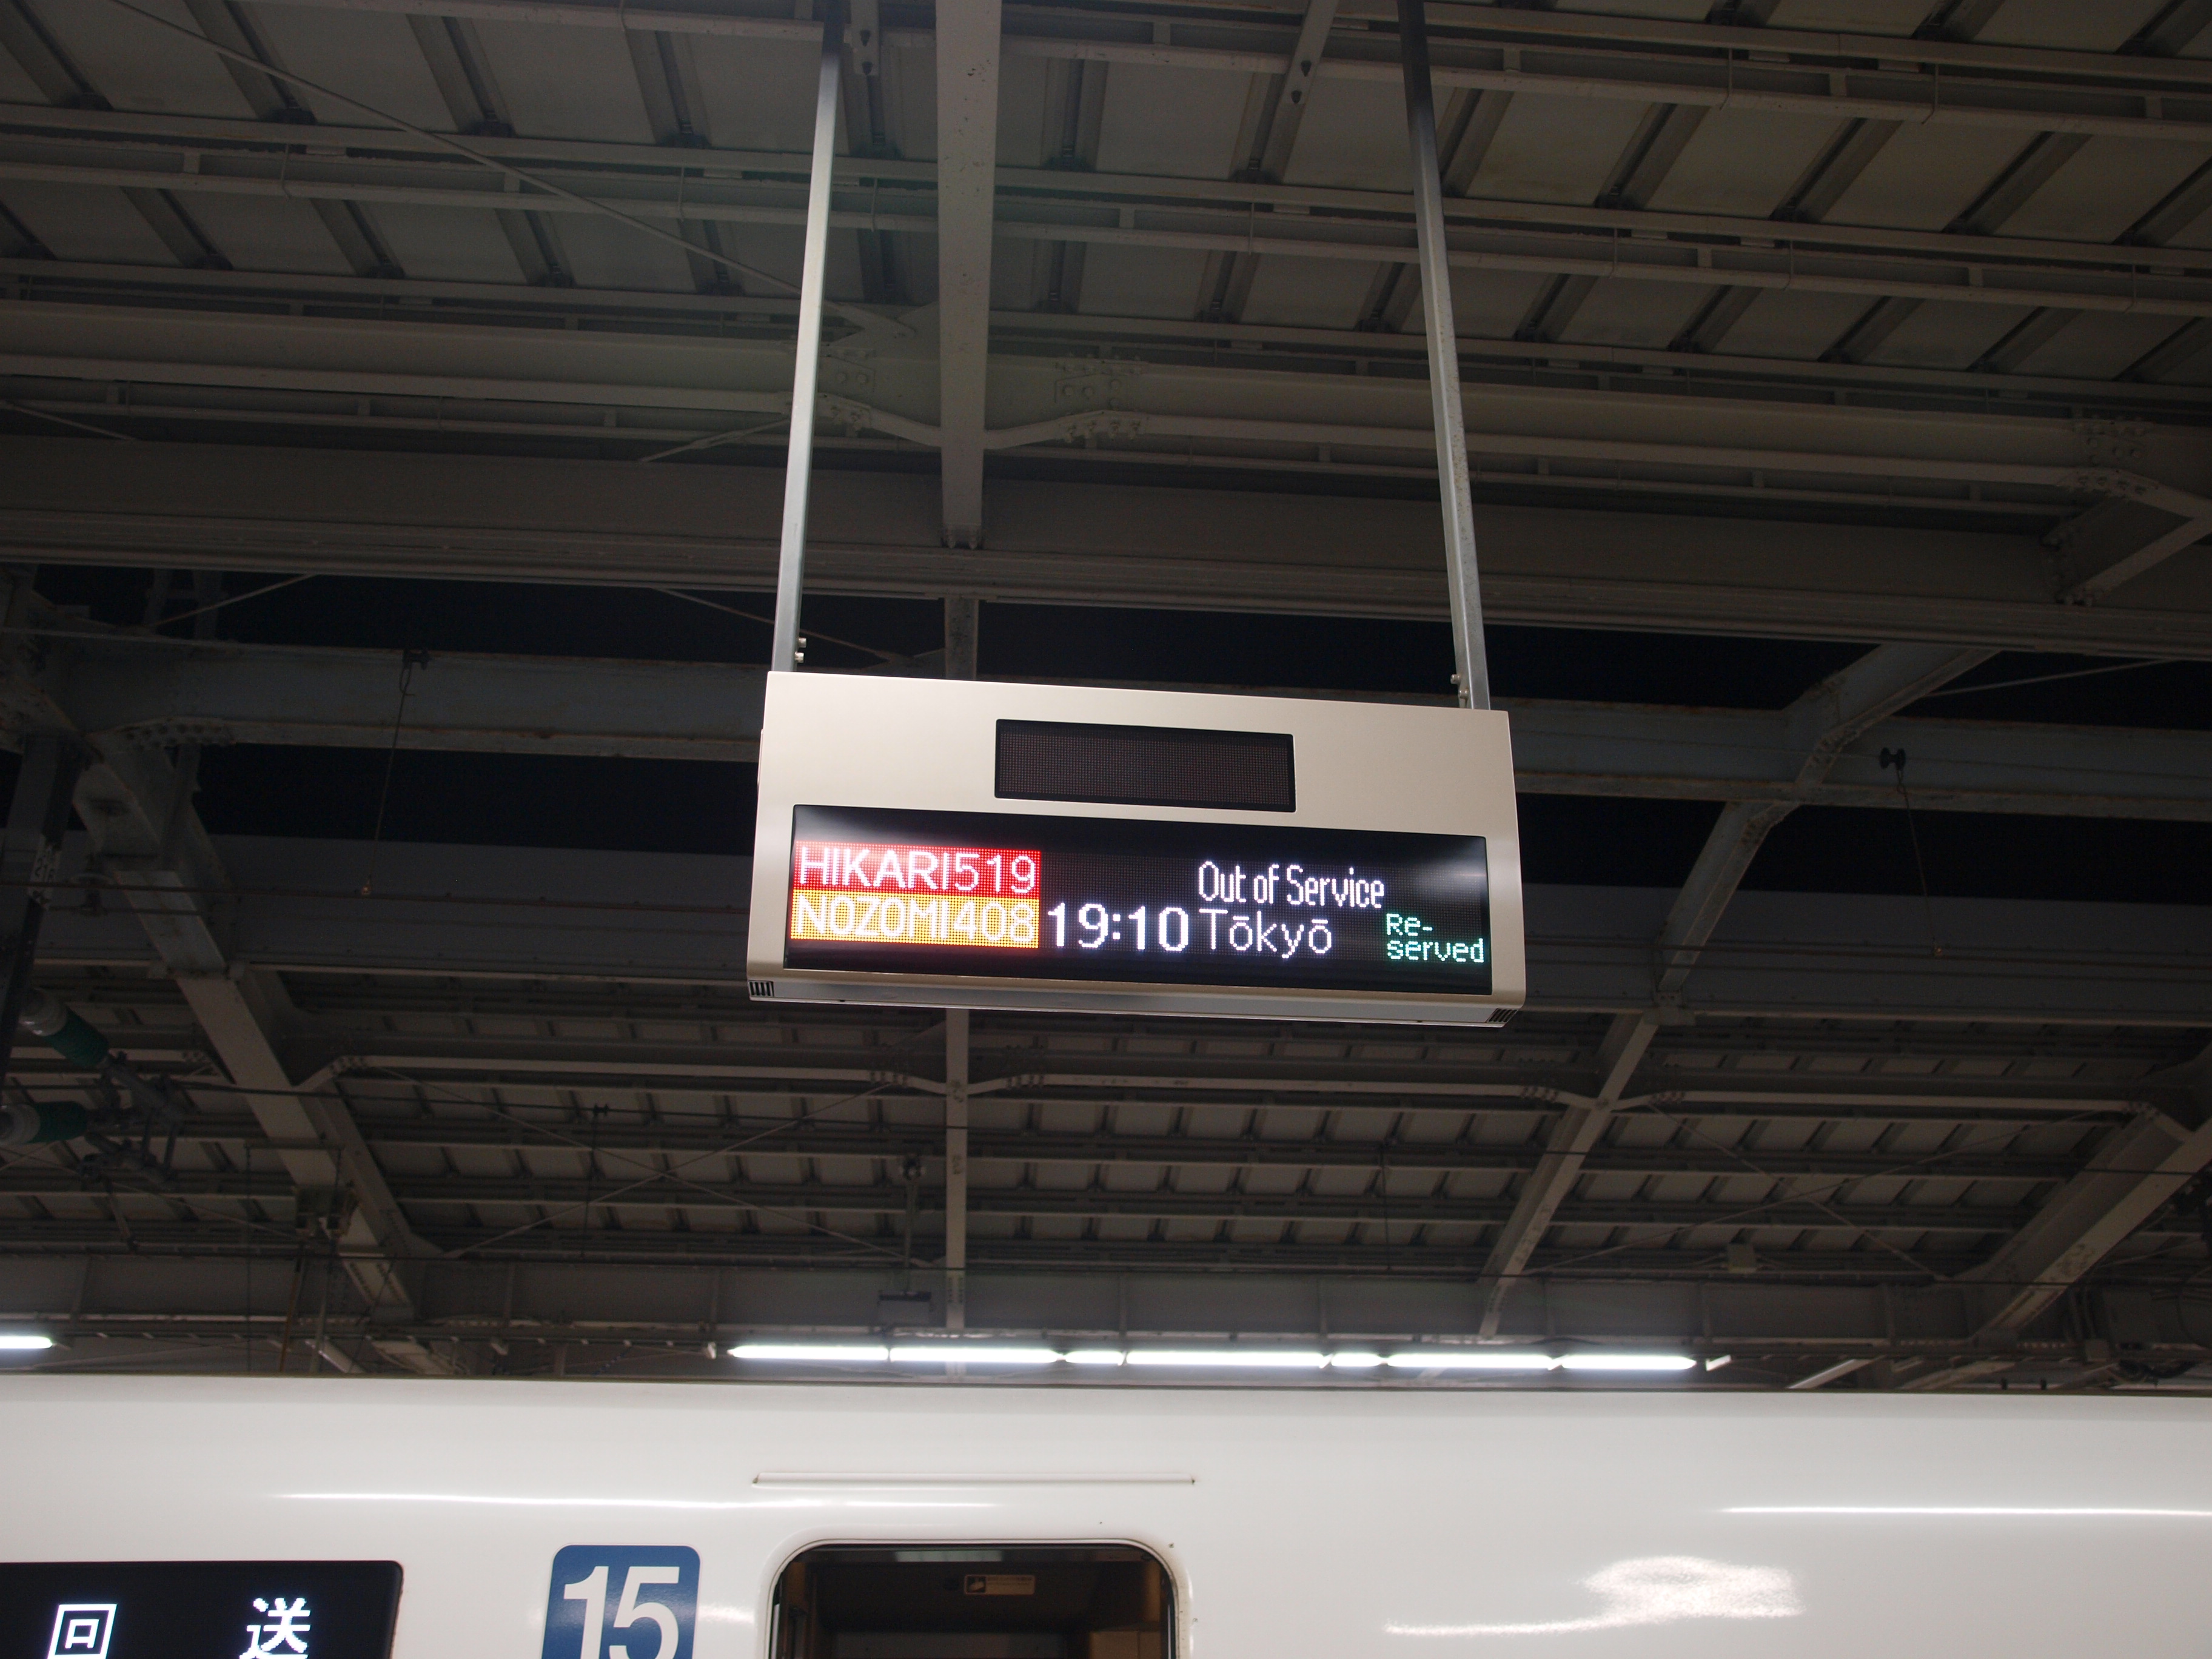 HIKARI519 Out of Service
NOZOMI408 19:10 Tōkyō Re-served
回送
15